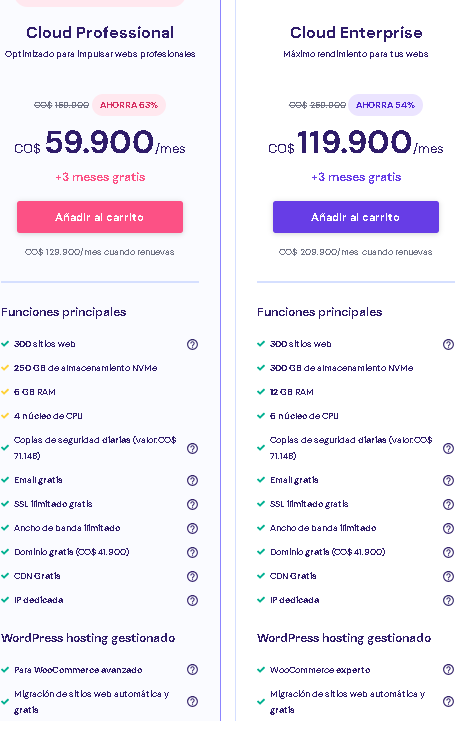 Cloud Professional
Optimizado para impulsar webs profesionales
CO$ 159.900 AHORRA 63%
CO$ 59.900/mes
+3 meses gratis
Añadir al carrito
CO$ 129.900/mes cuando renuevas
Funciones principales
300 sitios web
250 GB de almacenamiento NVMe
6 GB RAM
4 núcleo de CPU
Copias de seguridad diarias (valor:CO$
71.148)
Email gratis
SSL ilimitado gratis
Ancho de banda ilimitado
Dominio gratis (CO$ 41.900)
CDN Gratis
IP dedicada
WordPress hosting gestionado
Para WooCommerce avanzado
Migración de sitios web automática y
gratis
Cloud Enterprise
Máximo rendimiento para tus webs
CO$ 259.900 AHORRA 54%
CO$ 119.900/mes
+3 meses gratis
Añadir al carrito
CO$ 209.900/mes cuando renuevas
Funciones principales
300 sitios web
300 GB de almacenamiento NVMe
12 GB RAM
6 núcleo de CPU
Copias de seguridad diarias (valor:CO$
71.148)
Email gratis
SSL ilimitado gratis
Ancho de banda ilimitado
Dominio gratis (CO$ 41.900)
CDN Gratis
IP dedicada
WordPress hosting gestionado
WooCommerce experto
Migración de sitios web automática y
gratis